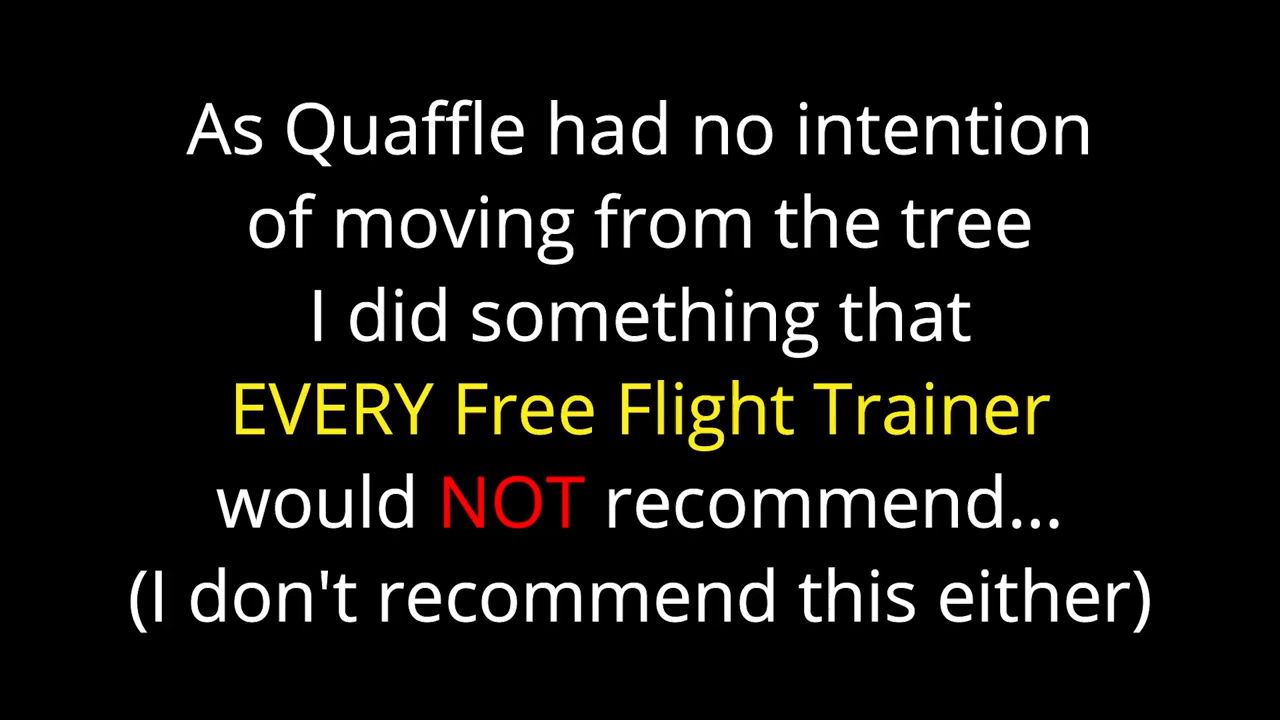 As Quaffle had no intention
of moving from the tree
I did something that
EVERY Free Flight Trainer
would NOT recommend...
(I don't recommend this either)